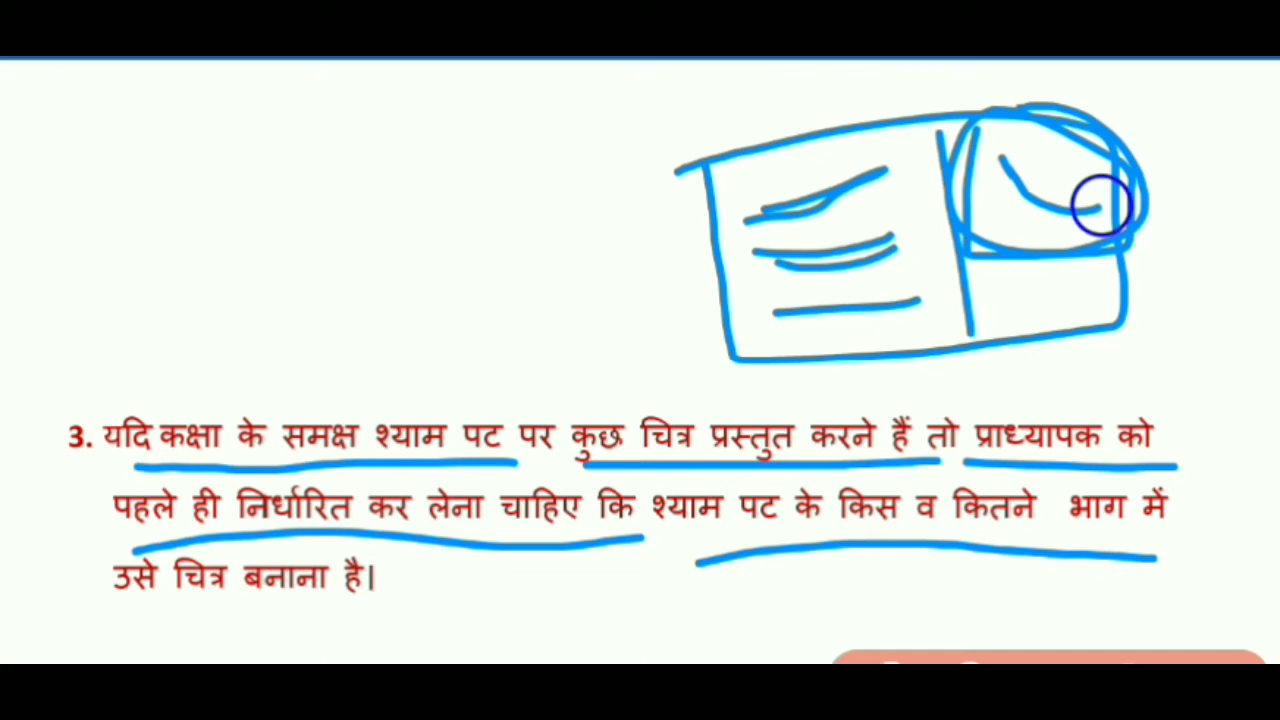 3. यदि कक्षा के समक्ष श्याम पट पर कुछ चित्र प्रस्तुत करने हैं तो प्राध्यापक को
पहले ही निर्धारित कर लेना चाहिए कि श्याम पट के किस व कितने भाग में
उसे चित्र बनाना है।